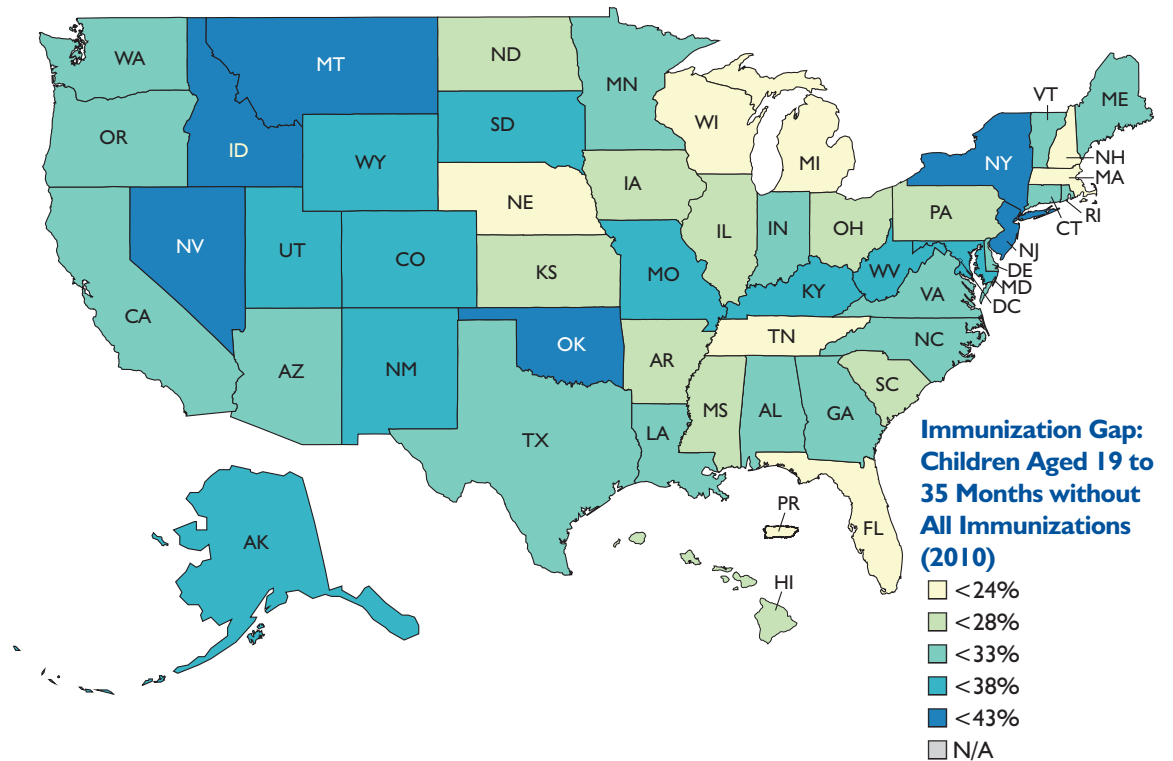 WA
MT
ND
MN
VT
ME
OR
ID
SD
WI
MI
NY
NH
MA
WY
NE
IA
PA
RI
CT
NV
UT
CO
KS
MO
IL
IN
OH
WV
NJ
DE
MD
DC
CA
KY
VA
AZ
NM
OK
AR
TN
NC
SC
TX
LA
MS
AL
GA
Immunization Gap:
Children Aged 19 to
35 Months without
All Immunizations
(2010)
AK
PR
FL
HI
<24%
<28%
<33%
<38%
<43%
N/A